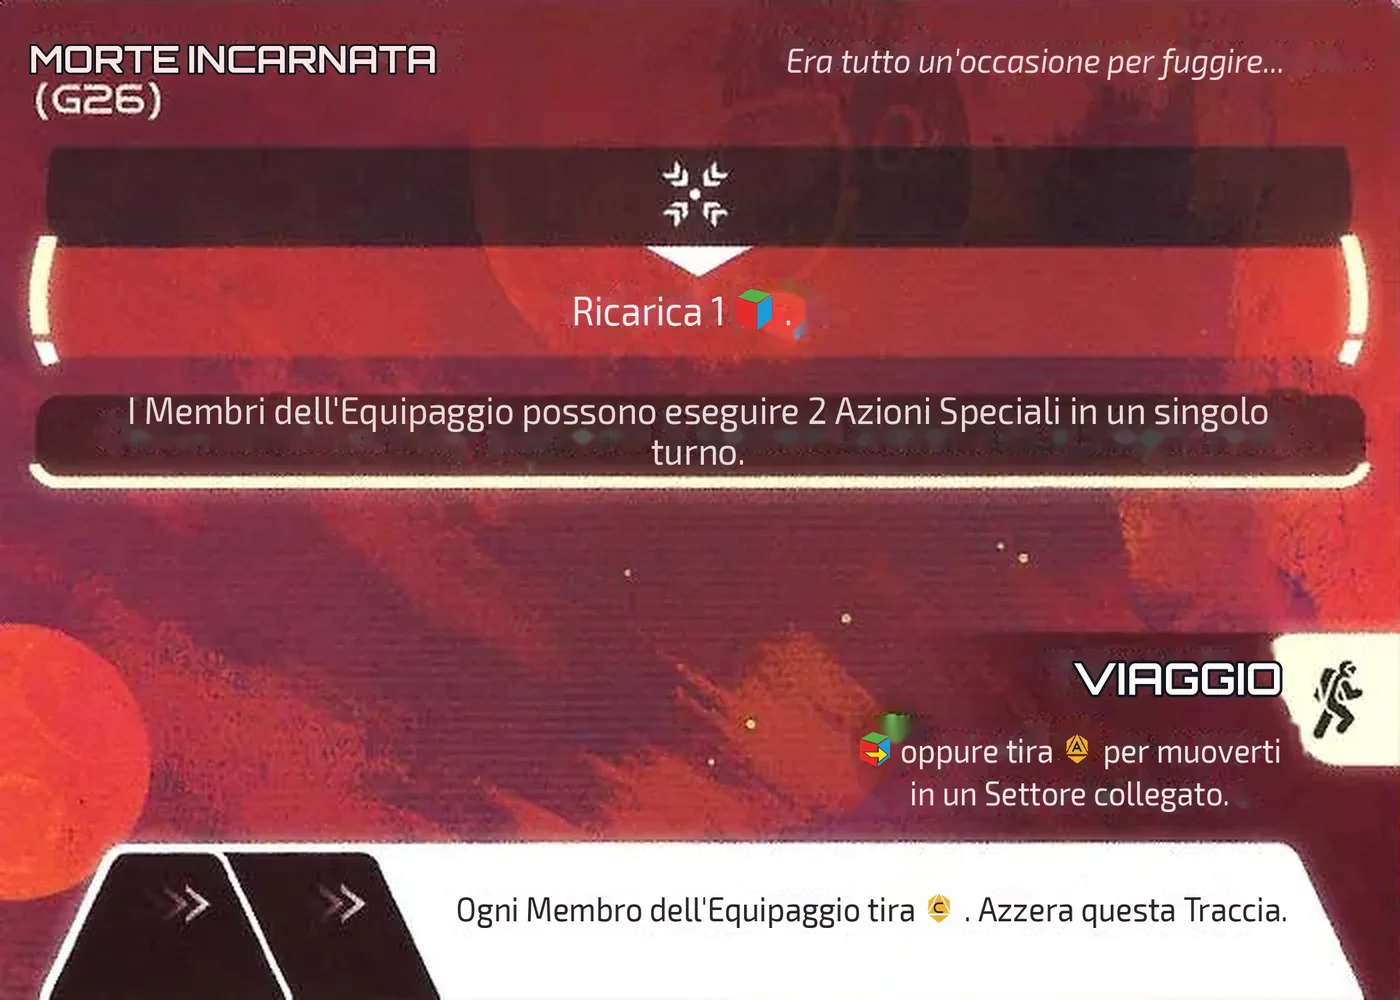 MORTE INCARNATA
(G26)
Era tutto un'occasione per fuggire...
Ricarica 1 .
I Membri dell'Equipaggio possono eseguire 2 Azioni Speciali in un singolo
turno.
VIAGGIO
oppure tira A per muoverti
in un Settore collegato.
Ogni Membro dell'Equipaggio tira C . Azzera questa Traccia.